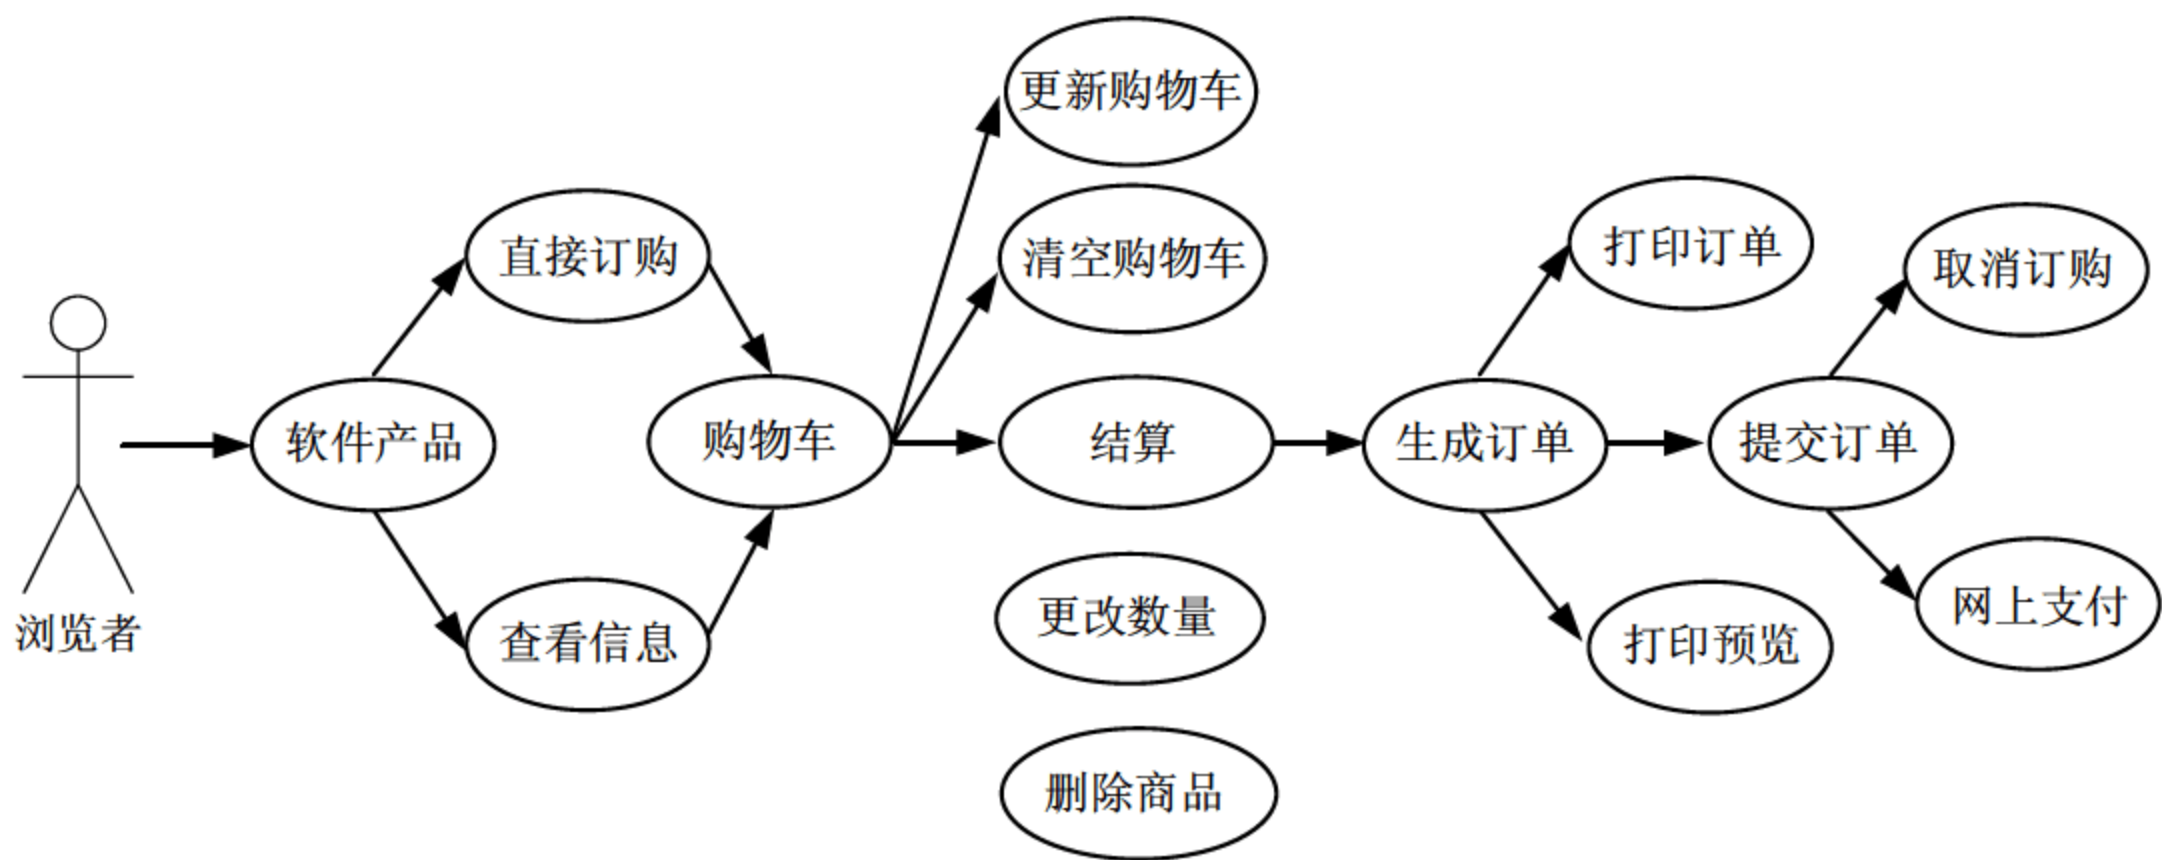 更新购物车
直接订购
清空购物车
打印订单
取消订购
软件产品
购物车
结算
生成订单
提交订单
浏览者
查看信息
更改数量
打印预览
网上支付
删除商品